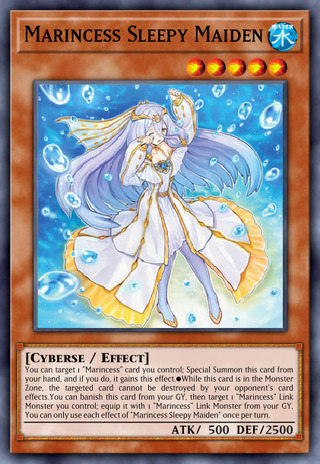 Marincess Sleepy Maiden
WATER
水
[Cyberse / Effect]
You can target 1 "Marincess" card you control; Special Summon this card from
your hand, and if you do, it gains this effect.●While this card is in the Monster
Zone, the targeted card cannot be destroyed by your opponent's card
effects.You can banish this card from your GY, then target 1 "Marincess" Link
Monster you control; equip it with 1 "Marincess" Link Monster from your GY.
You can only use each effect of "Marincess Sleepy Maiden" once per turn.
ATK/ 500 DEF/2500